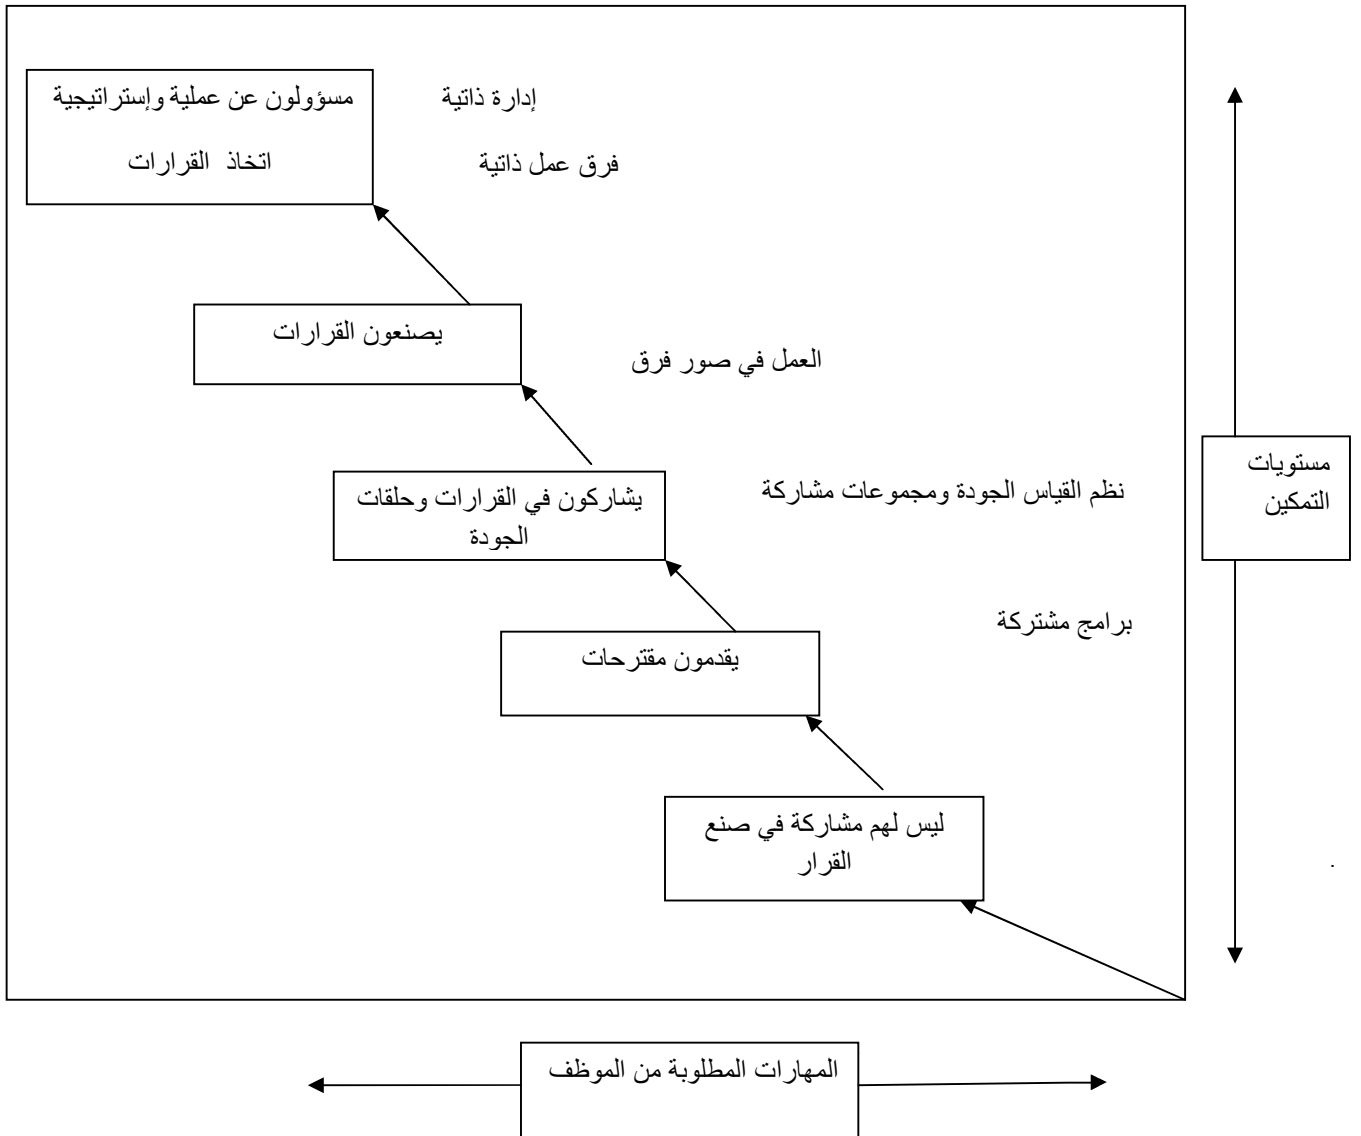 مسؤولون عن عملية وإستراتيجية
اتخاذ القرارات
إدارة ذاتية
فرق عمل ذاتية
يصنعون القرارات
العمل في صور فرق
يشاركون في القرارات وحلقات
الجودة
نظم القياس الجودة ومجموعات مشاركة
مستويات
التمكين
برامج مشتركة
يقدمون مقترحات
ليس لهم مشاركة في صنع
القرار
.
المهارات المطلوبة من الموظف